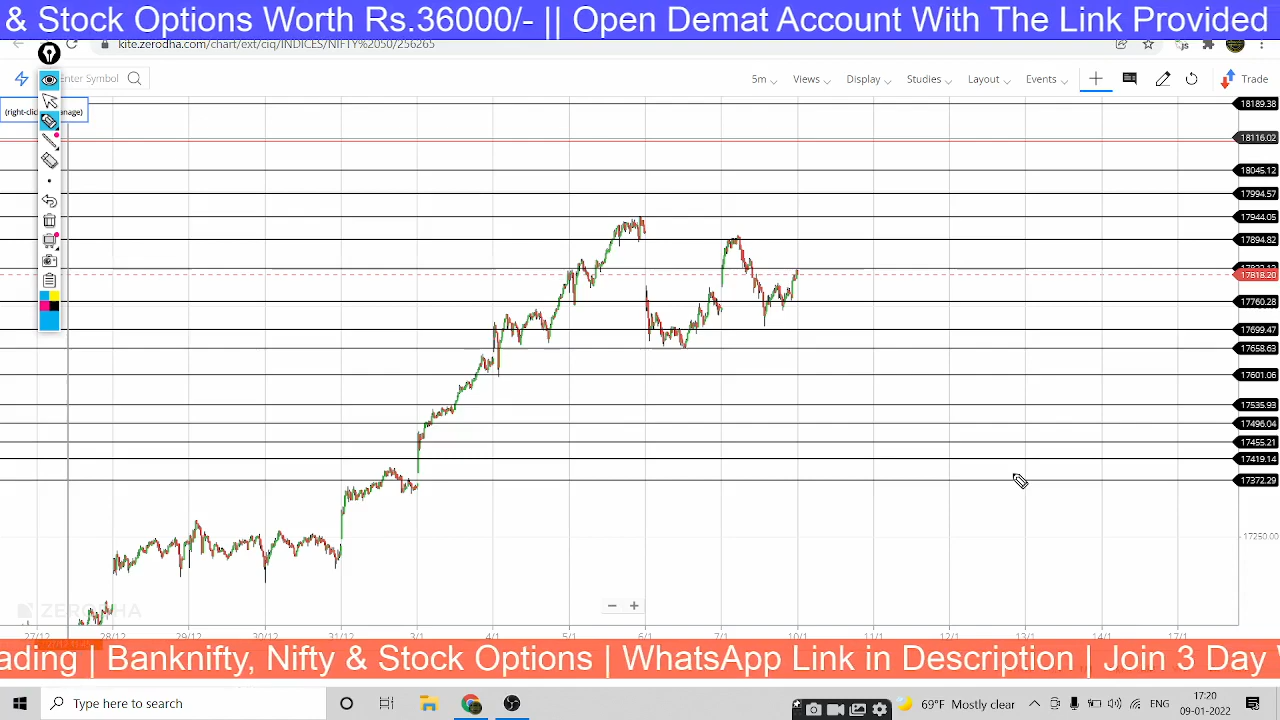 & Stock Options Worth Rs.36000/- || Open Demat Account With The Link Provided
kite.zerodha.com/chart/ext/ciq/INDICES/NIFTY%2050/256265
Enter Symbol
5m Views Display Studies Layout Events Trade
(right-clic anage)
18189.38
18116.02
18045.12
17994.57
17944.05
17894.82
17818.20
17760.28
17699.47
17658.63
17601.06
17535.93
17496.04
17455.21
17419.14
17372.29
17250.00
ZERODHA
27/12 28/12 29/12 30/12 31/12 3/1 4/1 5/1 6/1 7/1 10/1 11/1 12/1 13/1 14/1 17/1
ading | Banknifty, Nifty & Stock Options | WhatsApp Link in Description | Join 3 Day
Type here to search
69°F Mostly clear
17:20
09-01-2022